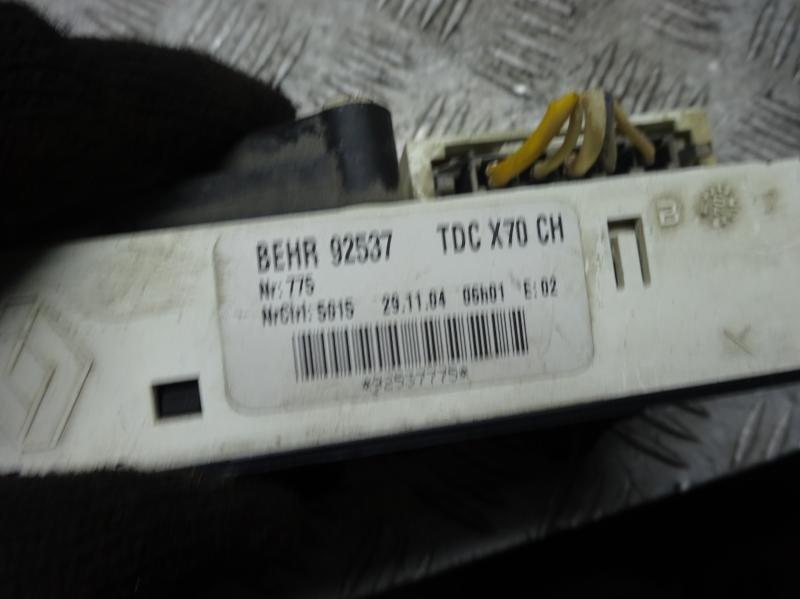 BEHR 92537 TDC X70 CH
Nr: 775
NrCtrl: 5015 29.11.04 06h01 E: 02
*92537775*
B